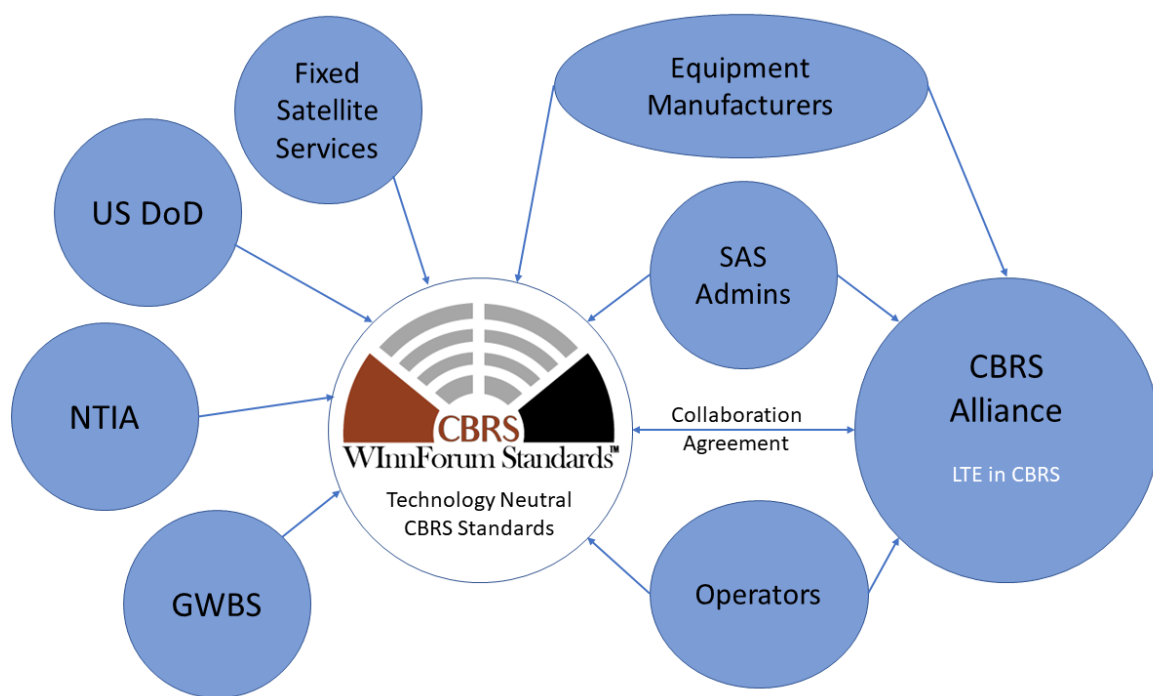 Fixed
Satellite
Services
Equipment
Manufacturers
US DoD
SAS
Admins
NTIA
CBRS
WInnForum Standards™
Technology Neutral
CBRS Standards
Collaboration
Agreement
CBRS
Alliance
LTE in CBRS
GWBS
Operators